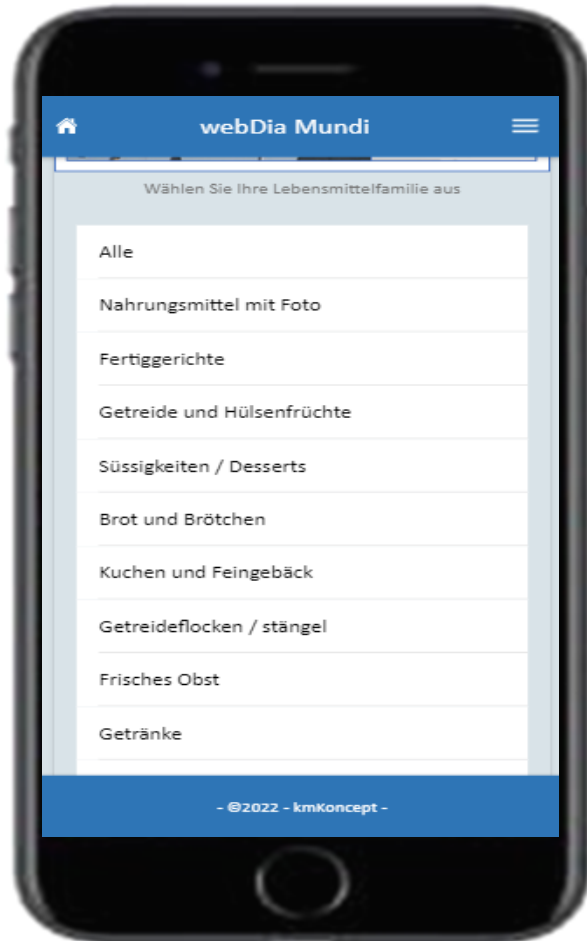 webDia Mundi
Wählen Sie Ihre Lebensmittelfamilie aus
Alle
Nahrungsmittel mit Foto
Fertiggerichte
Getreide und Hülsenfrüchte
Süssigkeiten / Desserts
Brot und Brötchen
Kuchen und Feingebäck
Getreideflocken / stängel
Frisches Obst
Getränke
- ©2022 - kmKoncept -